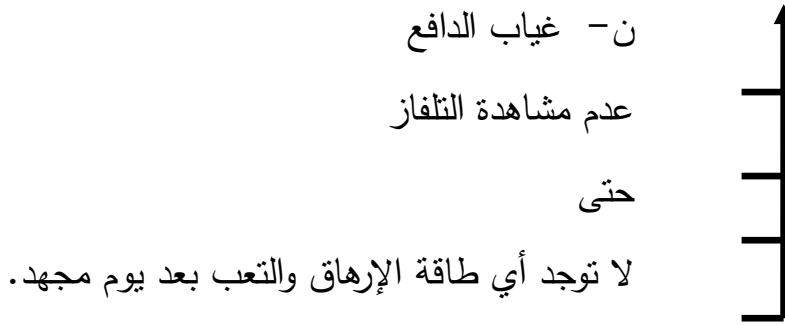 ن- غياب الدافع
عدم مشاهدة التلفاز
حتى
لا توجد أي طاقة الإرهاق والتعب بعد يوم مجهد.